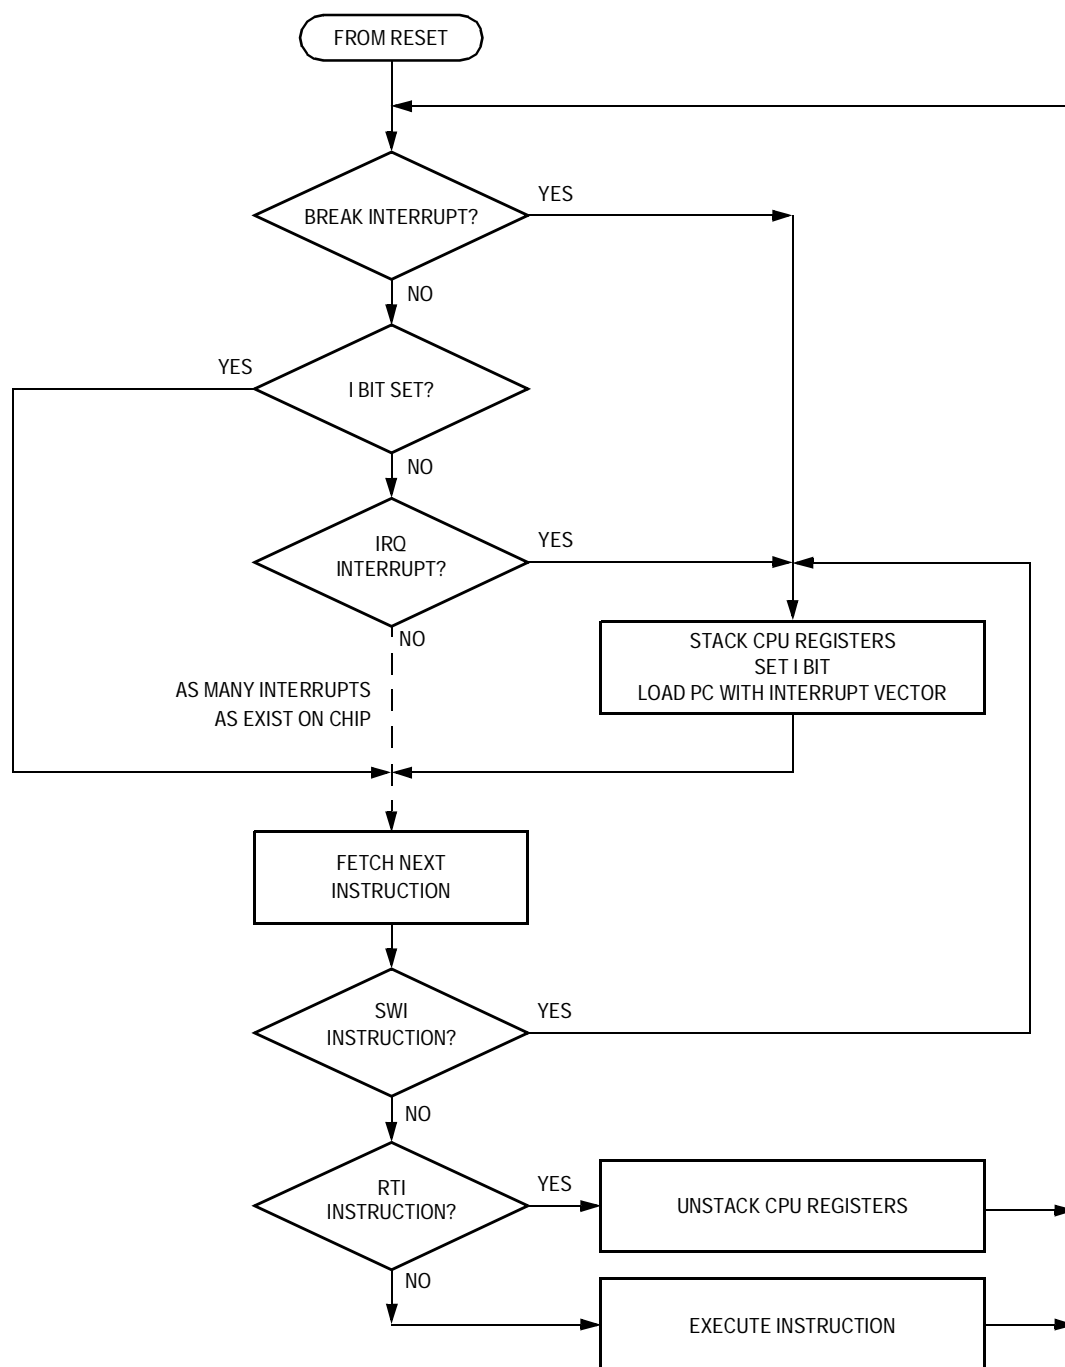 FROM RESET
BREAK INTERRUPT?
YES
NO
YES
I BIT SET?
NO
IRQ
INTERRUPT?
YES
NO
STACK CPU REGISTERS
SET I BIT
LOAD PC WITH INTERRUPT VECTOR
AS MANY INTERRUPTS
AS EXIST ON CHIP
FETCH NEXT
INSTRUCTION
SWI
INSTRUCTION?
YES
NO
RTI
INSTRUCTION?
YES
UNSTACK CPU REGISTERS
NO
EXECUTE INSTRUCTION